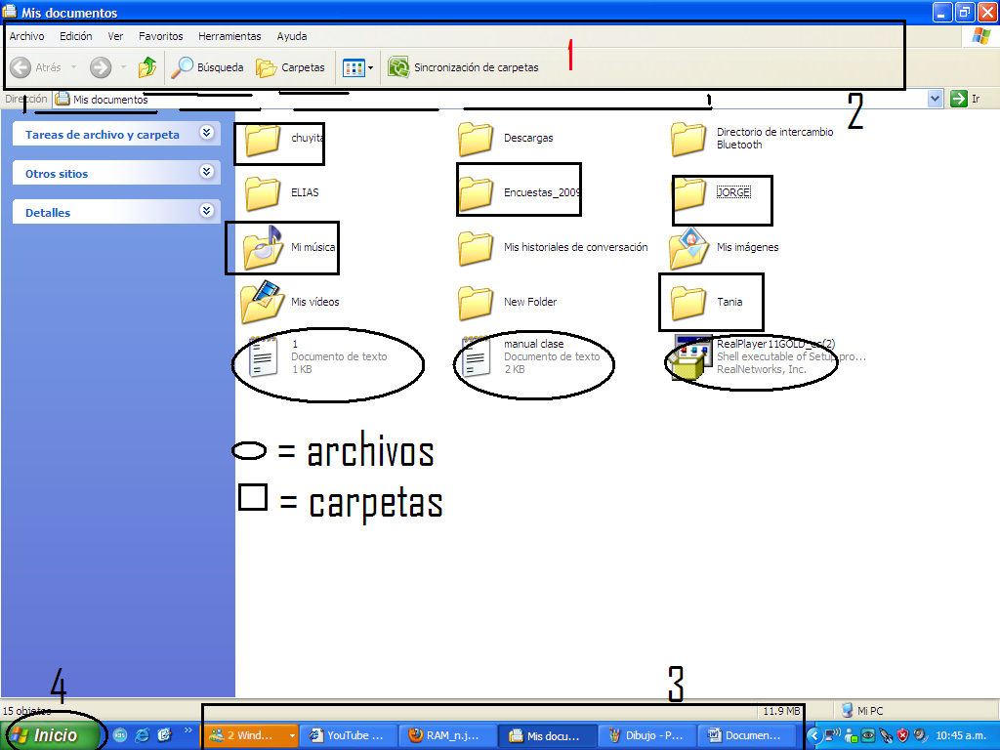 Mis documentos
Archivo Edición Ver Favoritos Herramientas Ayuda
1
Atrás Búsqueda Carpetas Sincronización de carpetas
Dirección Mis documentos Ir
2
Tareas de archivo y carpeta
Otros sitios
Detalles
chuyita Descargas Directorio de intercambio
Bluetooth
ELIAS Encuestas_2009 JORGE
Mi música Mis historiales de conversación Mis imágenes
Mis vídeos New Folder Tania
1 manual clase RealPlayer11GOLD_es(2)
Documento de texto Documento de texto Shell executable of Setup pro...
1 KB 2 KB RealNetworks, Inc.
= archivos
= carpetas
4 3
15 objetos 11.9 MB Mi PC
Inicio 2 Wind... YouTube ... RAM_n.j... Mis docu... Dibujo - P... Documen... 10:45 a.m.